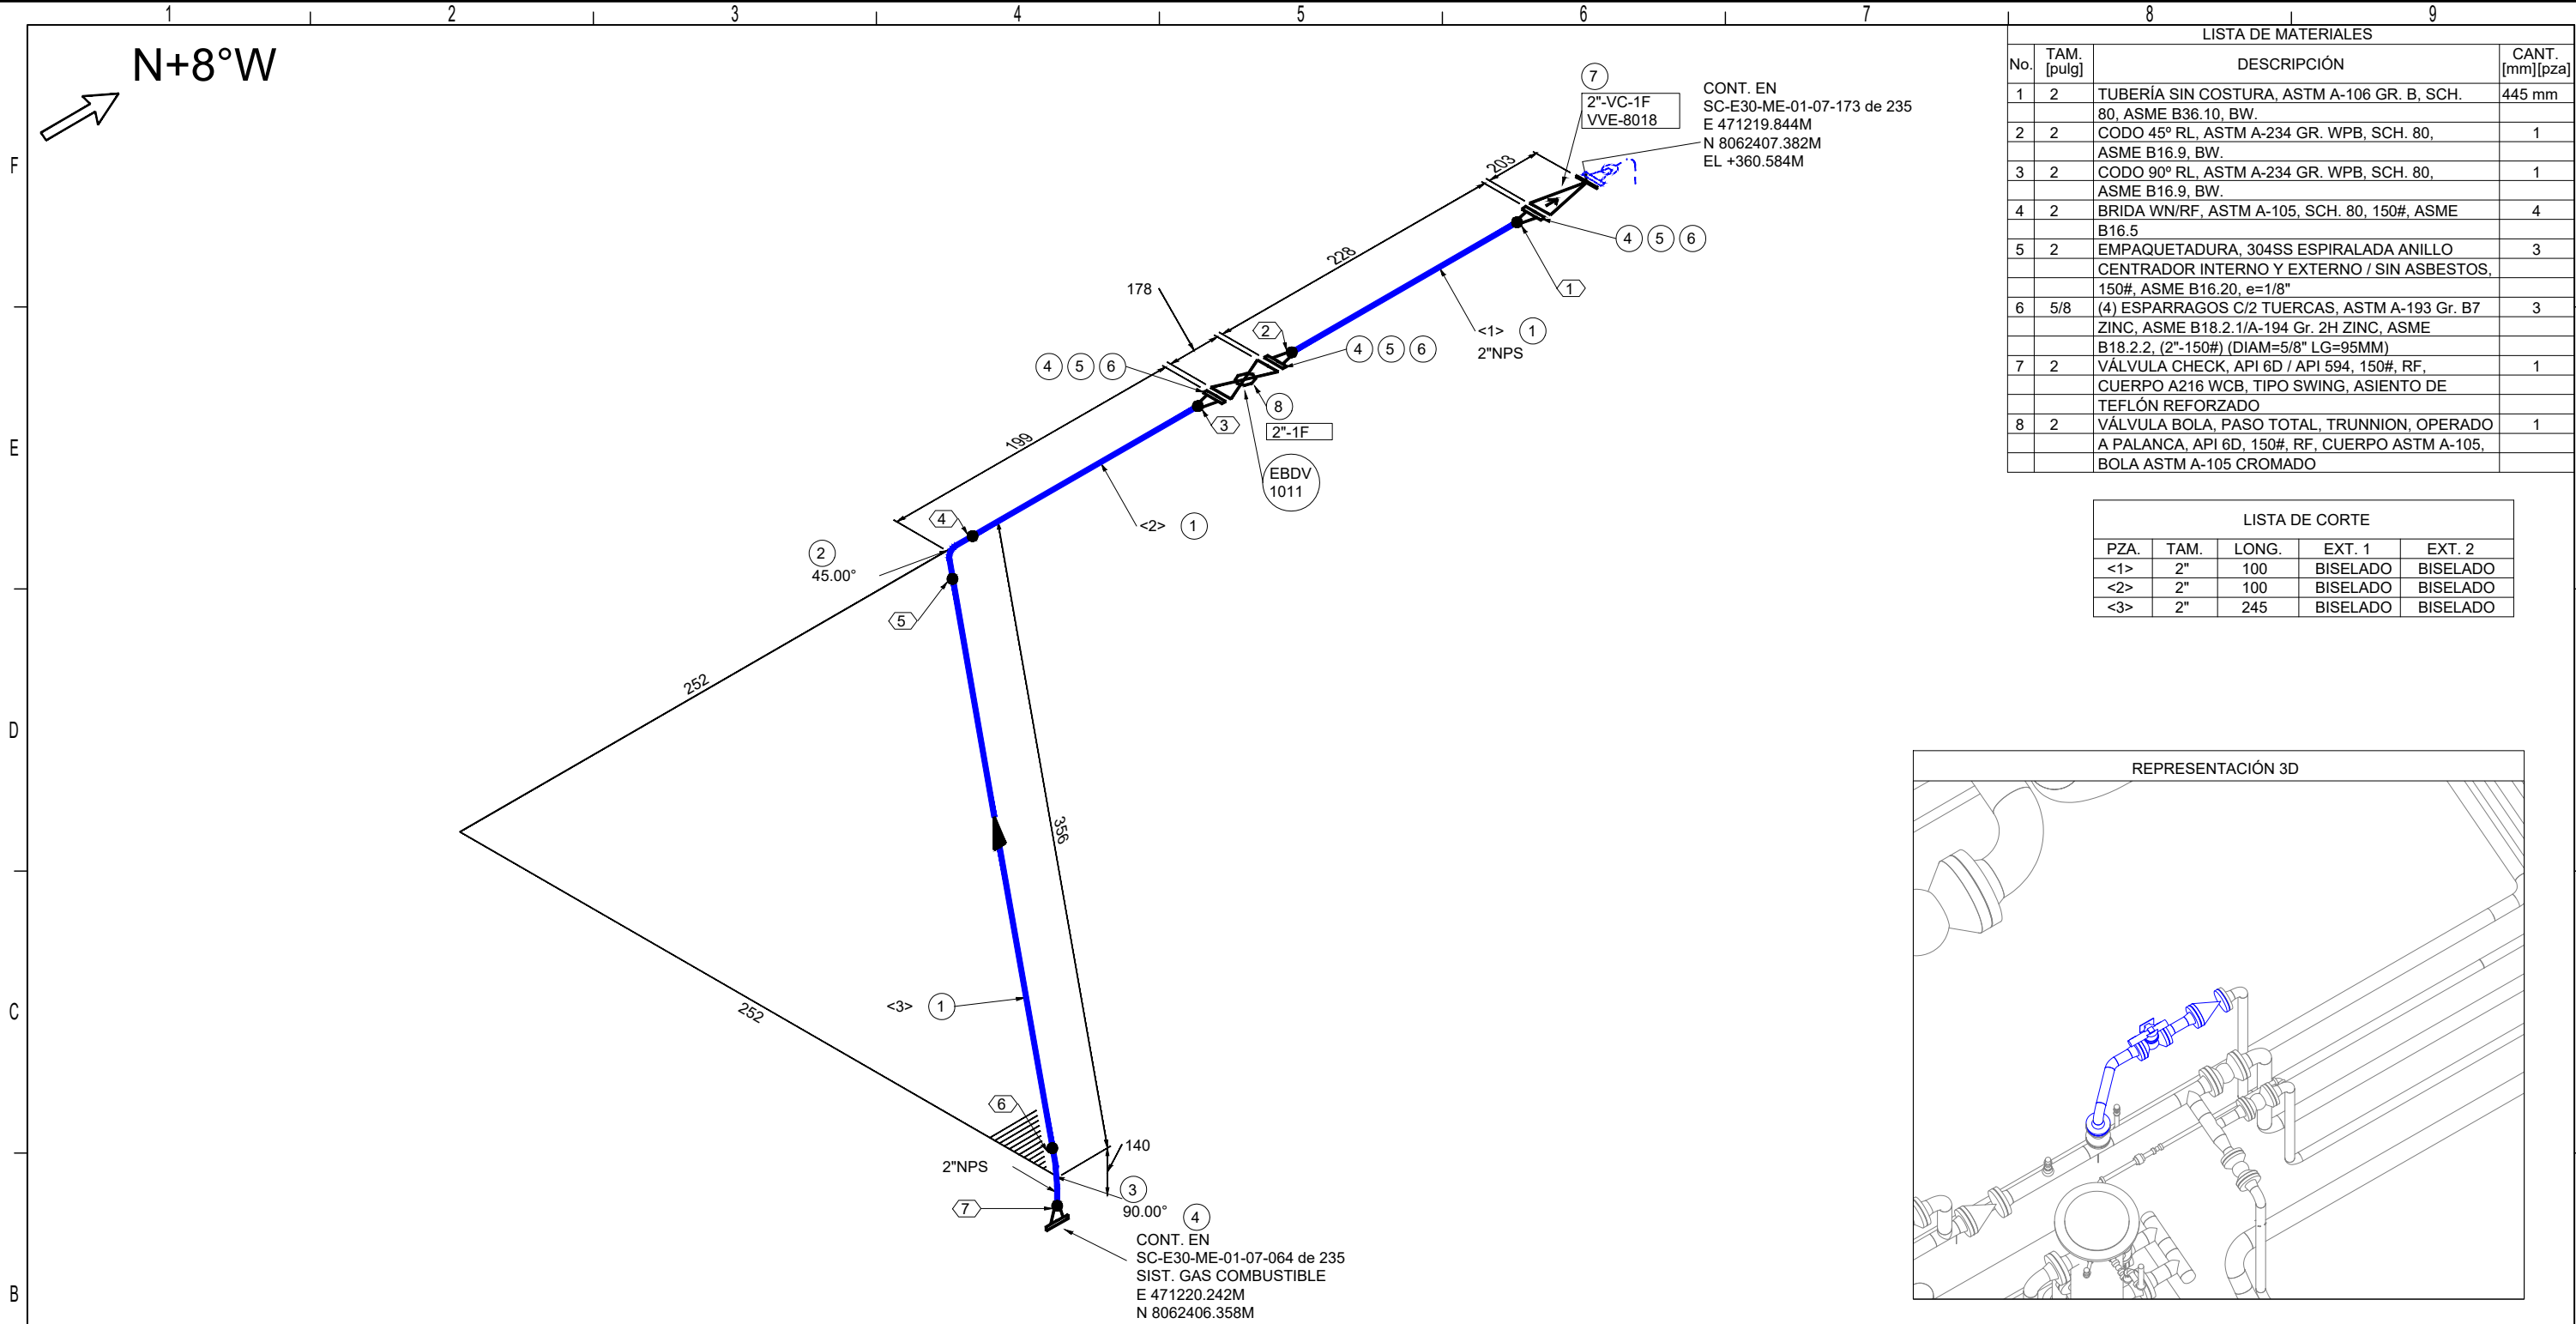 1 2 3 4 5 6 7 8 9
F
E
D
C
B
N+8°W
7
2"-VC-1F
VVE-8018
CONT. EN
SC-E30-ME-01-07-173 de 235
E 471219.844M
N 8062407.382M
EL +360.584M
203
4 5 6
228
1
178
2
<1> 1
2"NPS
4 5 6
4 5 6
8
2"-1F
3
EBDV
1011
199
4
<2> 1
2
45.00°
5
252
356
<3> 1
252
6
140
2"NPS
3
90.00°
7
4
CONT. EN
SC-E30-ME-01-07-064 de 235
SIST. GAS COMBUSTIBLE
E 471220.242M
N 8062406.358M
LISTA DE MATERIALES
No. TAM. [pulg] DESCRIPCIÓN CANT. [mm][pza]
1 2 TUBERÍA SIN COSTURA, ASTM A-106 GR. B, SCH. 445 mm
80, ASME B36.10, BW.
2 2 CODO 45º RL, ASTM A-234 GR. WPB, SCH. 80, 1
ASME B16.9, BW.
3 2 CODO 90º RL, ASTM A-234 GR. WPB, SCH. 80, 1
ASME B16.9, BW.
4 2 BRIDA WN/RF, ASTM A-105, SCH. 80, 150#, ASME 4
B16.5
5 2 EMPAQUETADURA, 304SS ESPIRALADA ANILLO 3
CENTRADOR INTERNO Y EXTERNO / SIN ASBESTOS,
150#, ASME B16.20, e=1/8"
6 5/8 (4) ESPARRAGOS C/2 TUERCAS, ASTM A-193 Gr. B7 3
ZINC, ASME B18.2.1/A-194 Gr. 2H ZINC, ASME
B18.2.2, (2"-150#) (DIAM=5/8" LG=95MM)
7 2 VÁLVULA CHECK, API 6D / API 594, 150#, RF, 1
CUERPO A216 WCB, TIPO SWING, ASIENTO DE
TEFLÓN REFORZADO
8 2 VÁLVULA BOLA, PASO TOTAL, TRUNNION, OPERADO 1
A PALANCA, API 6D, 150#, RF, CUERPO ASTM A-105,
BOLA ASTM A-105 CROMADO
LISTA DE CORTE
PZA. TAM. LONG. EXT. 1 EXT. 2
<1> 2" 100 BISELADO BISELADO
<2> 2" 100 BISELADO BISELADO
<3> 2" 245 BISELADO BISELADO
REPRESENTACIÓN 3D